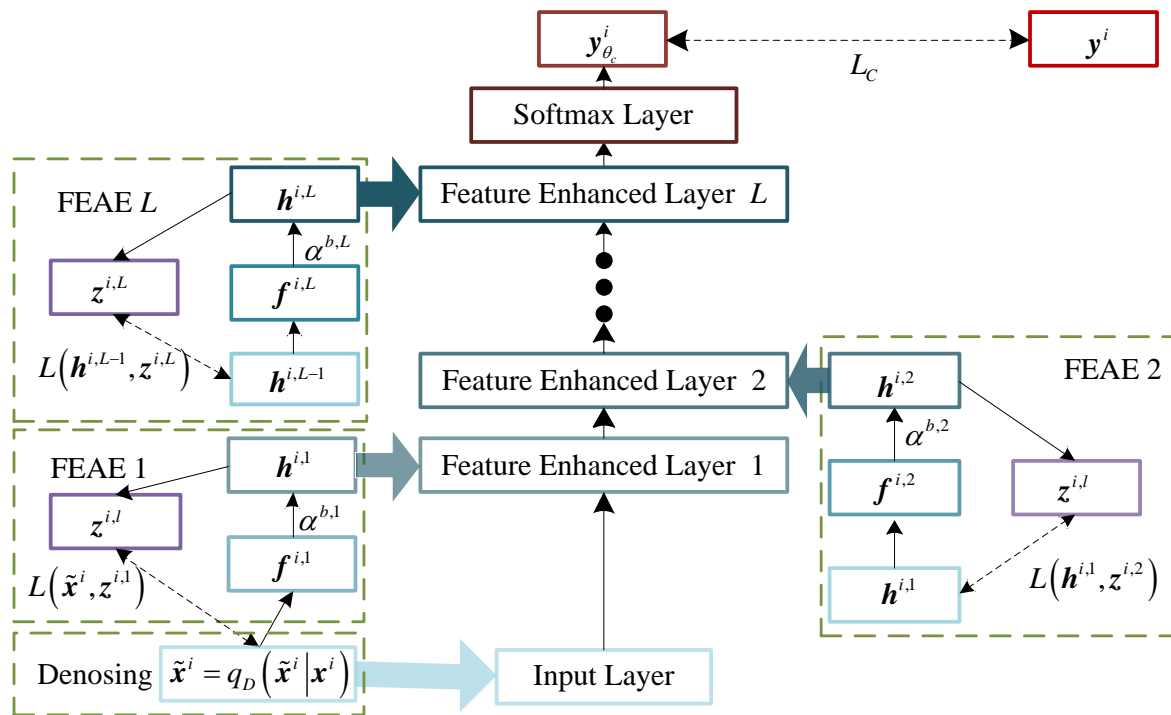 y^i_{θ_c}
L_C
y^i
Softmax Layer
FEAE L
h^{i,L}
Feature Enhanced Layer L
α^{b,L}
z^{i,L}
f^{i,L}
L(h^{i,L−1}, z^{i,L})
h^{i,L−1}
Feature Enhanced Layer 2
h^{i,2}
FEAE 2
α^{b,2}
FEAE 1
h^{i,1}
Feature Enhanced Layer 1
z^{i,l}
α^{b,1}
f^{i,1}
f^{i,2}
z^{i,l}
L(x̃^i, z^{i,1})
h^{i,1}
L(h^{i,1}, z^{i,2})
Denosing
x̃^i = q_D(x̃^i | x^i)
Input Layer